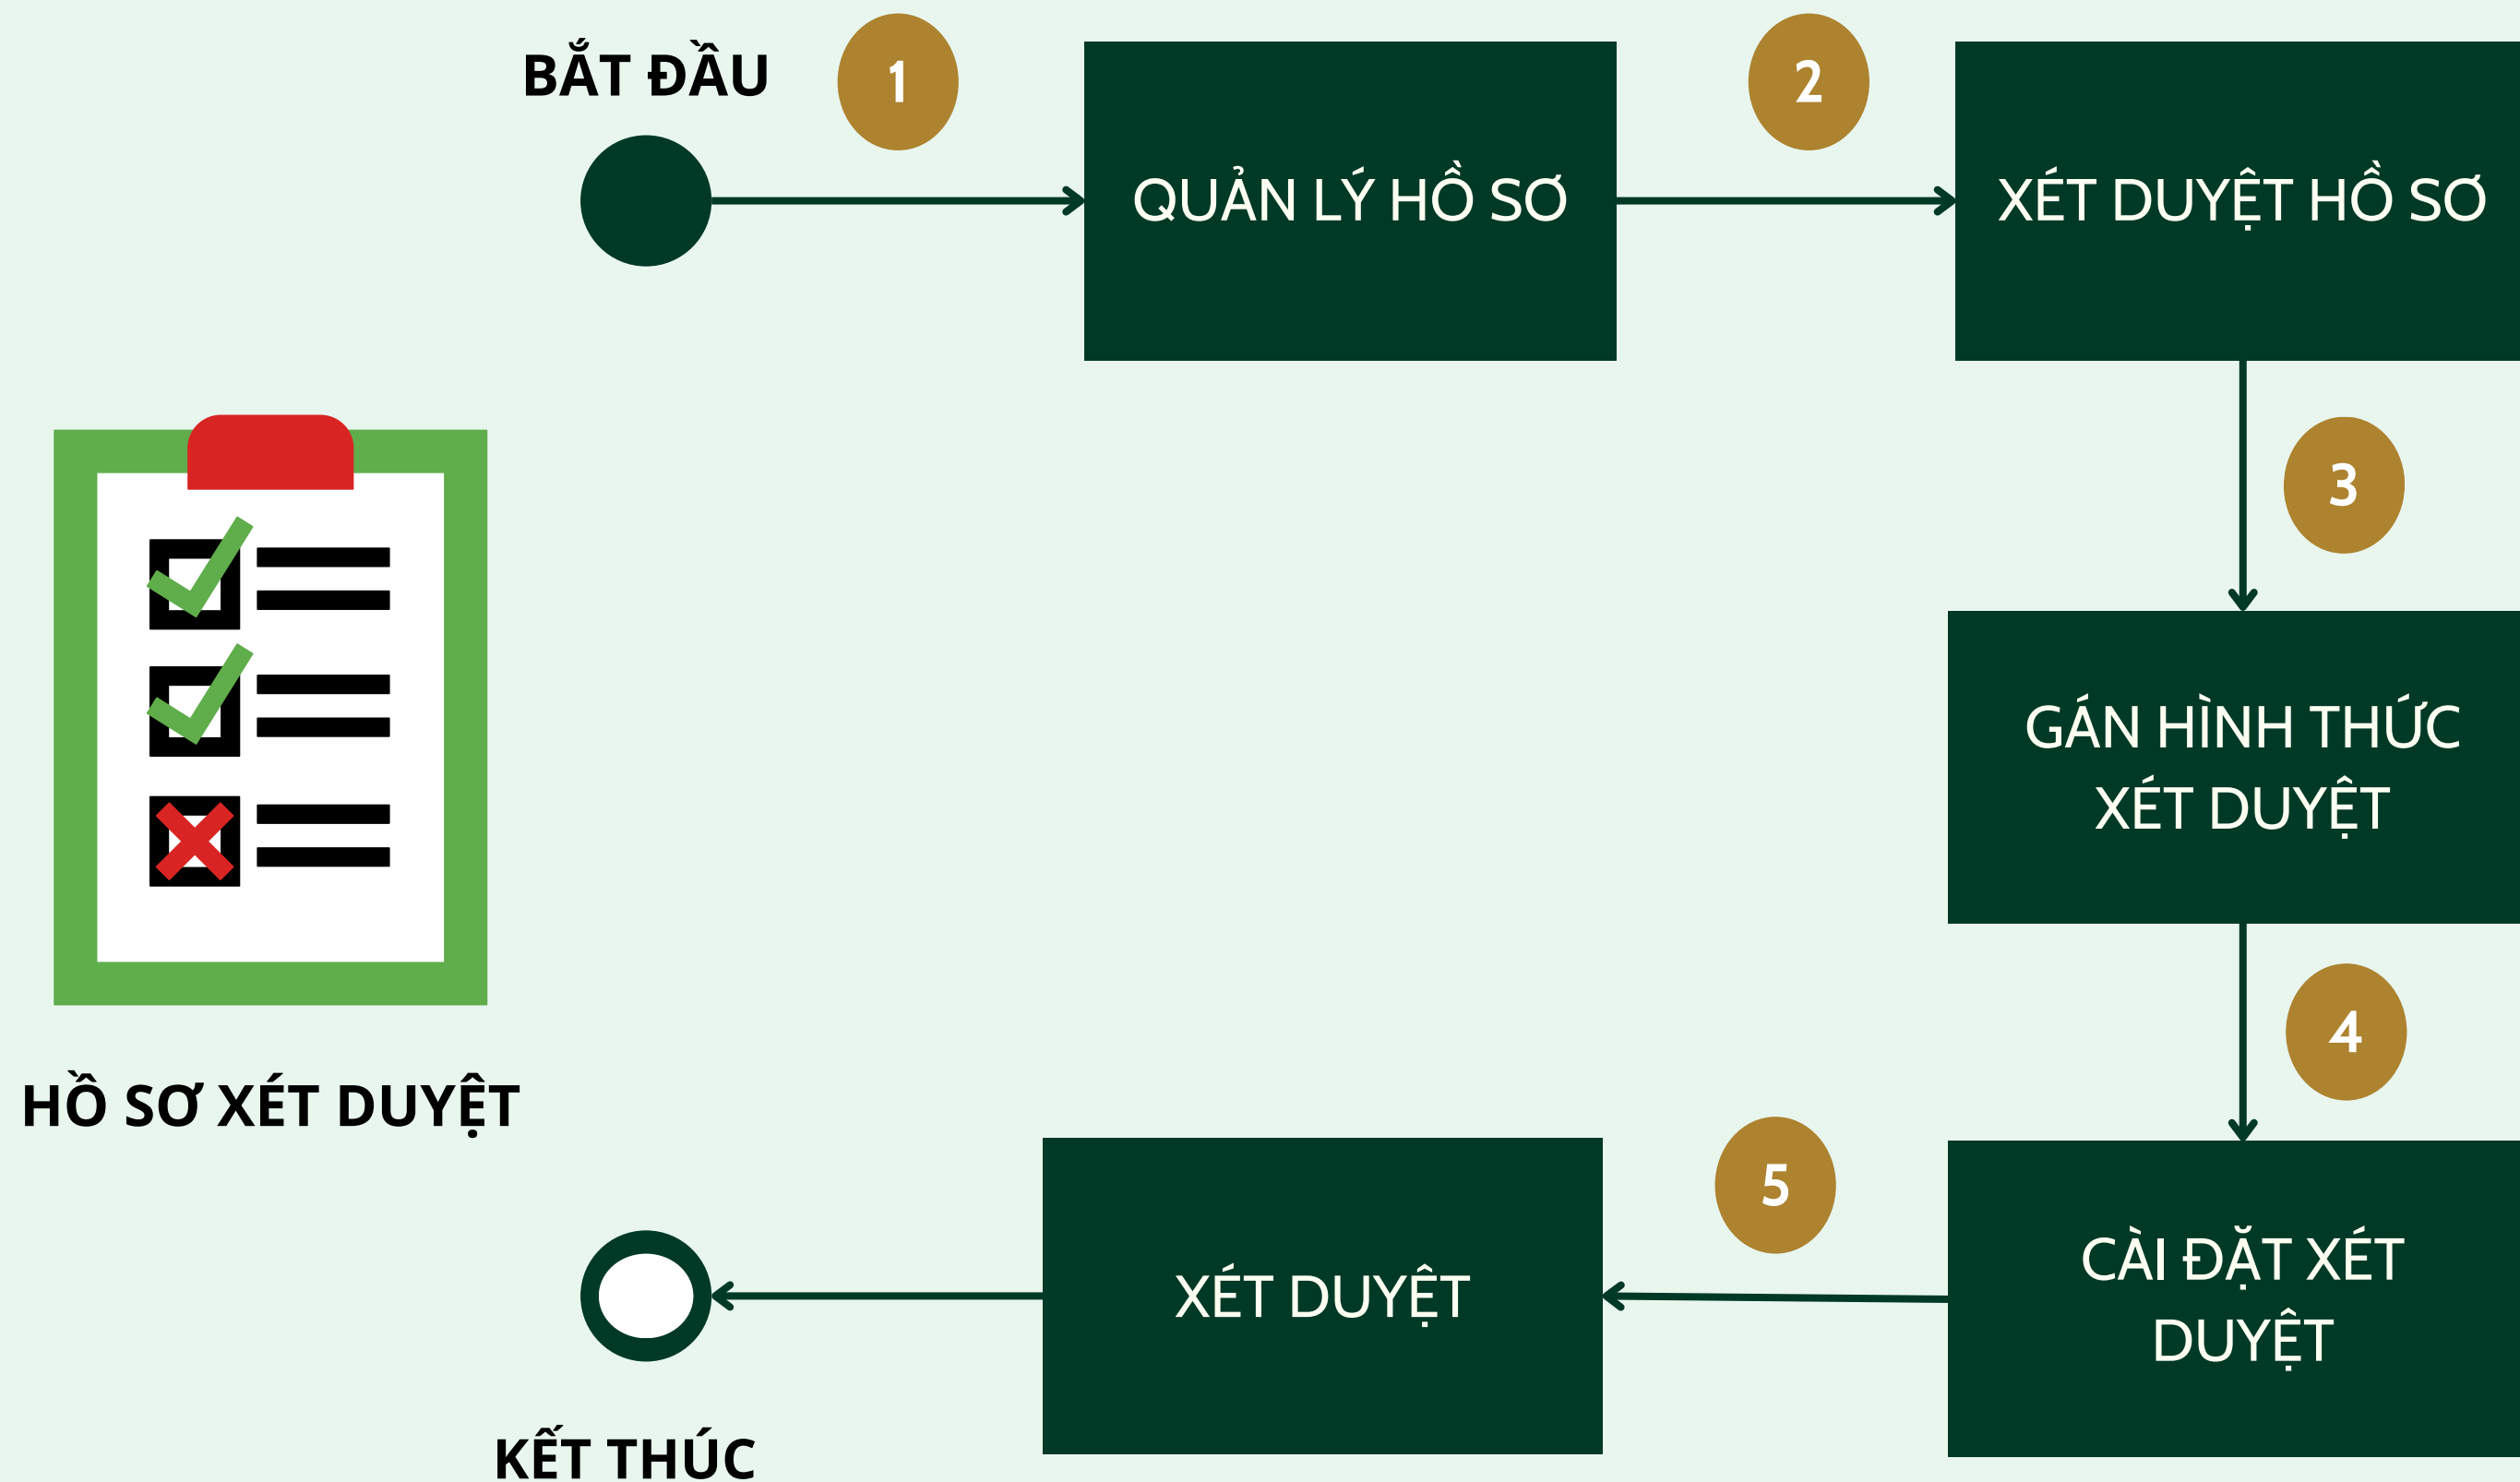 BẮT ĐẦU
1
QUẢN LÝ HỒ SƠ
2
XÉT DUYỆT HỒ SƠ
3
GÁN HÌNH THỨC
XÉT DUYỆT
4
HỒ SƠ XÉT DUYỆT
CÀI ĐẶT XÉT
DUYỆT
5
XÉT DUYỆT
KẾT THÚC